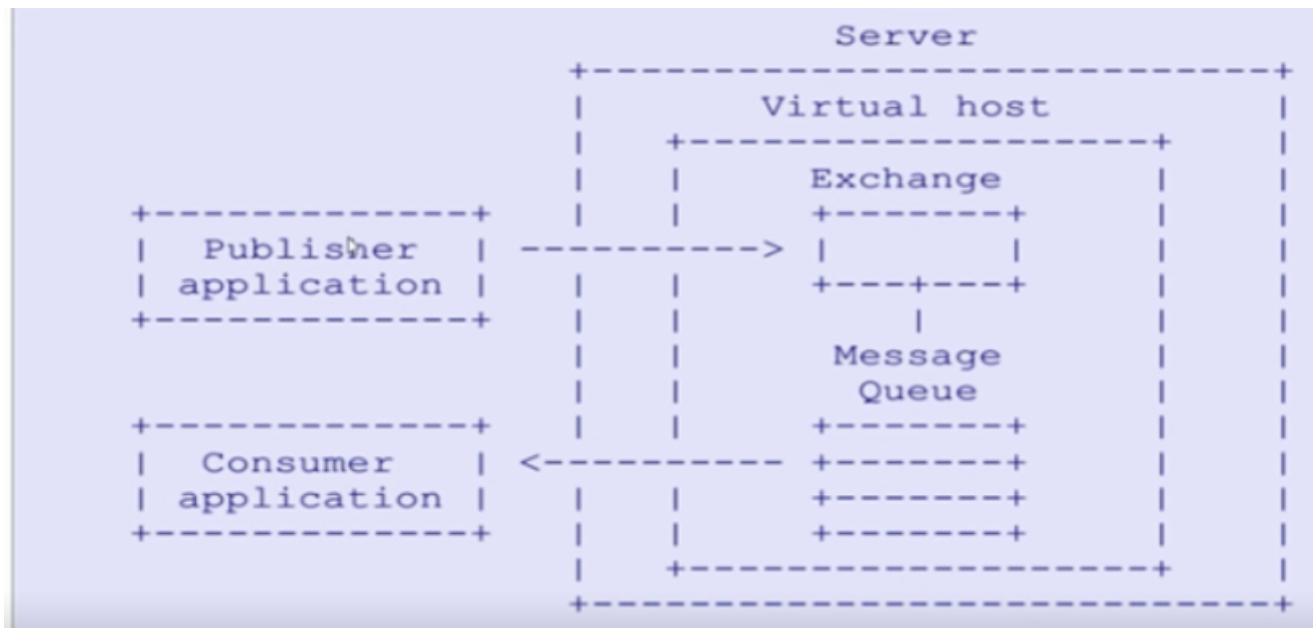 Server
Virtual host
Exchange
Publisher
application
Message
Queue
Consumer
application